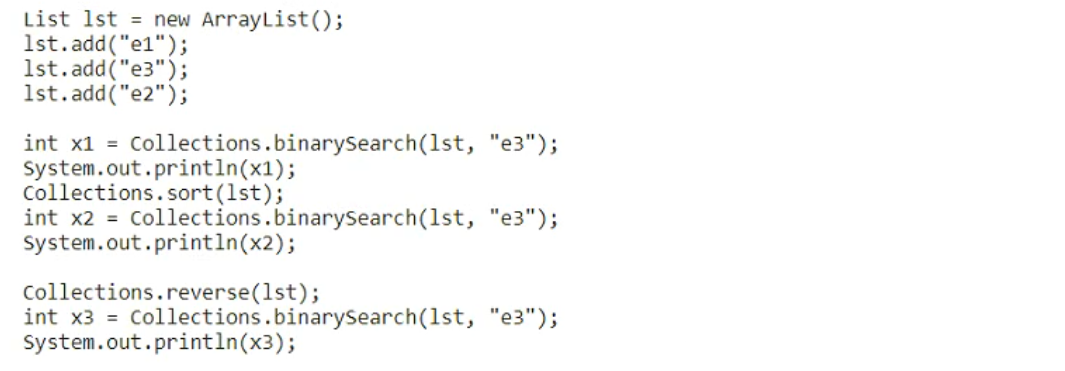 List lst = new ArrayList();
lst.add("e1");
lst.add("e3");
lst.add("e2");
int x1 = Collections.binarySearch(lst, "e3");
System.out.println(x1);
Collections.sort(lst);
int x2 = Collections.binarySearch(lst, "e3");
System.out.println(x2);
Collections.reverse(lst);
int x3 = Collections.binarySearch(lst, "e3");
System.out.println(x3);